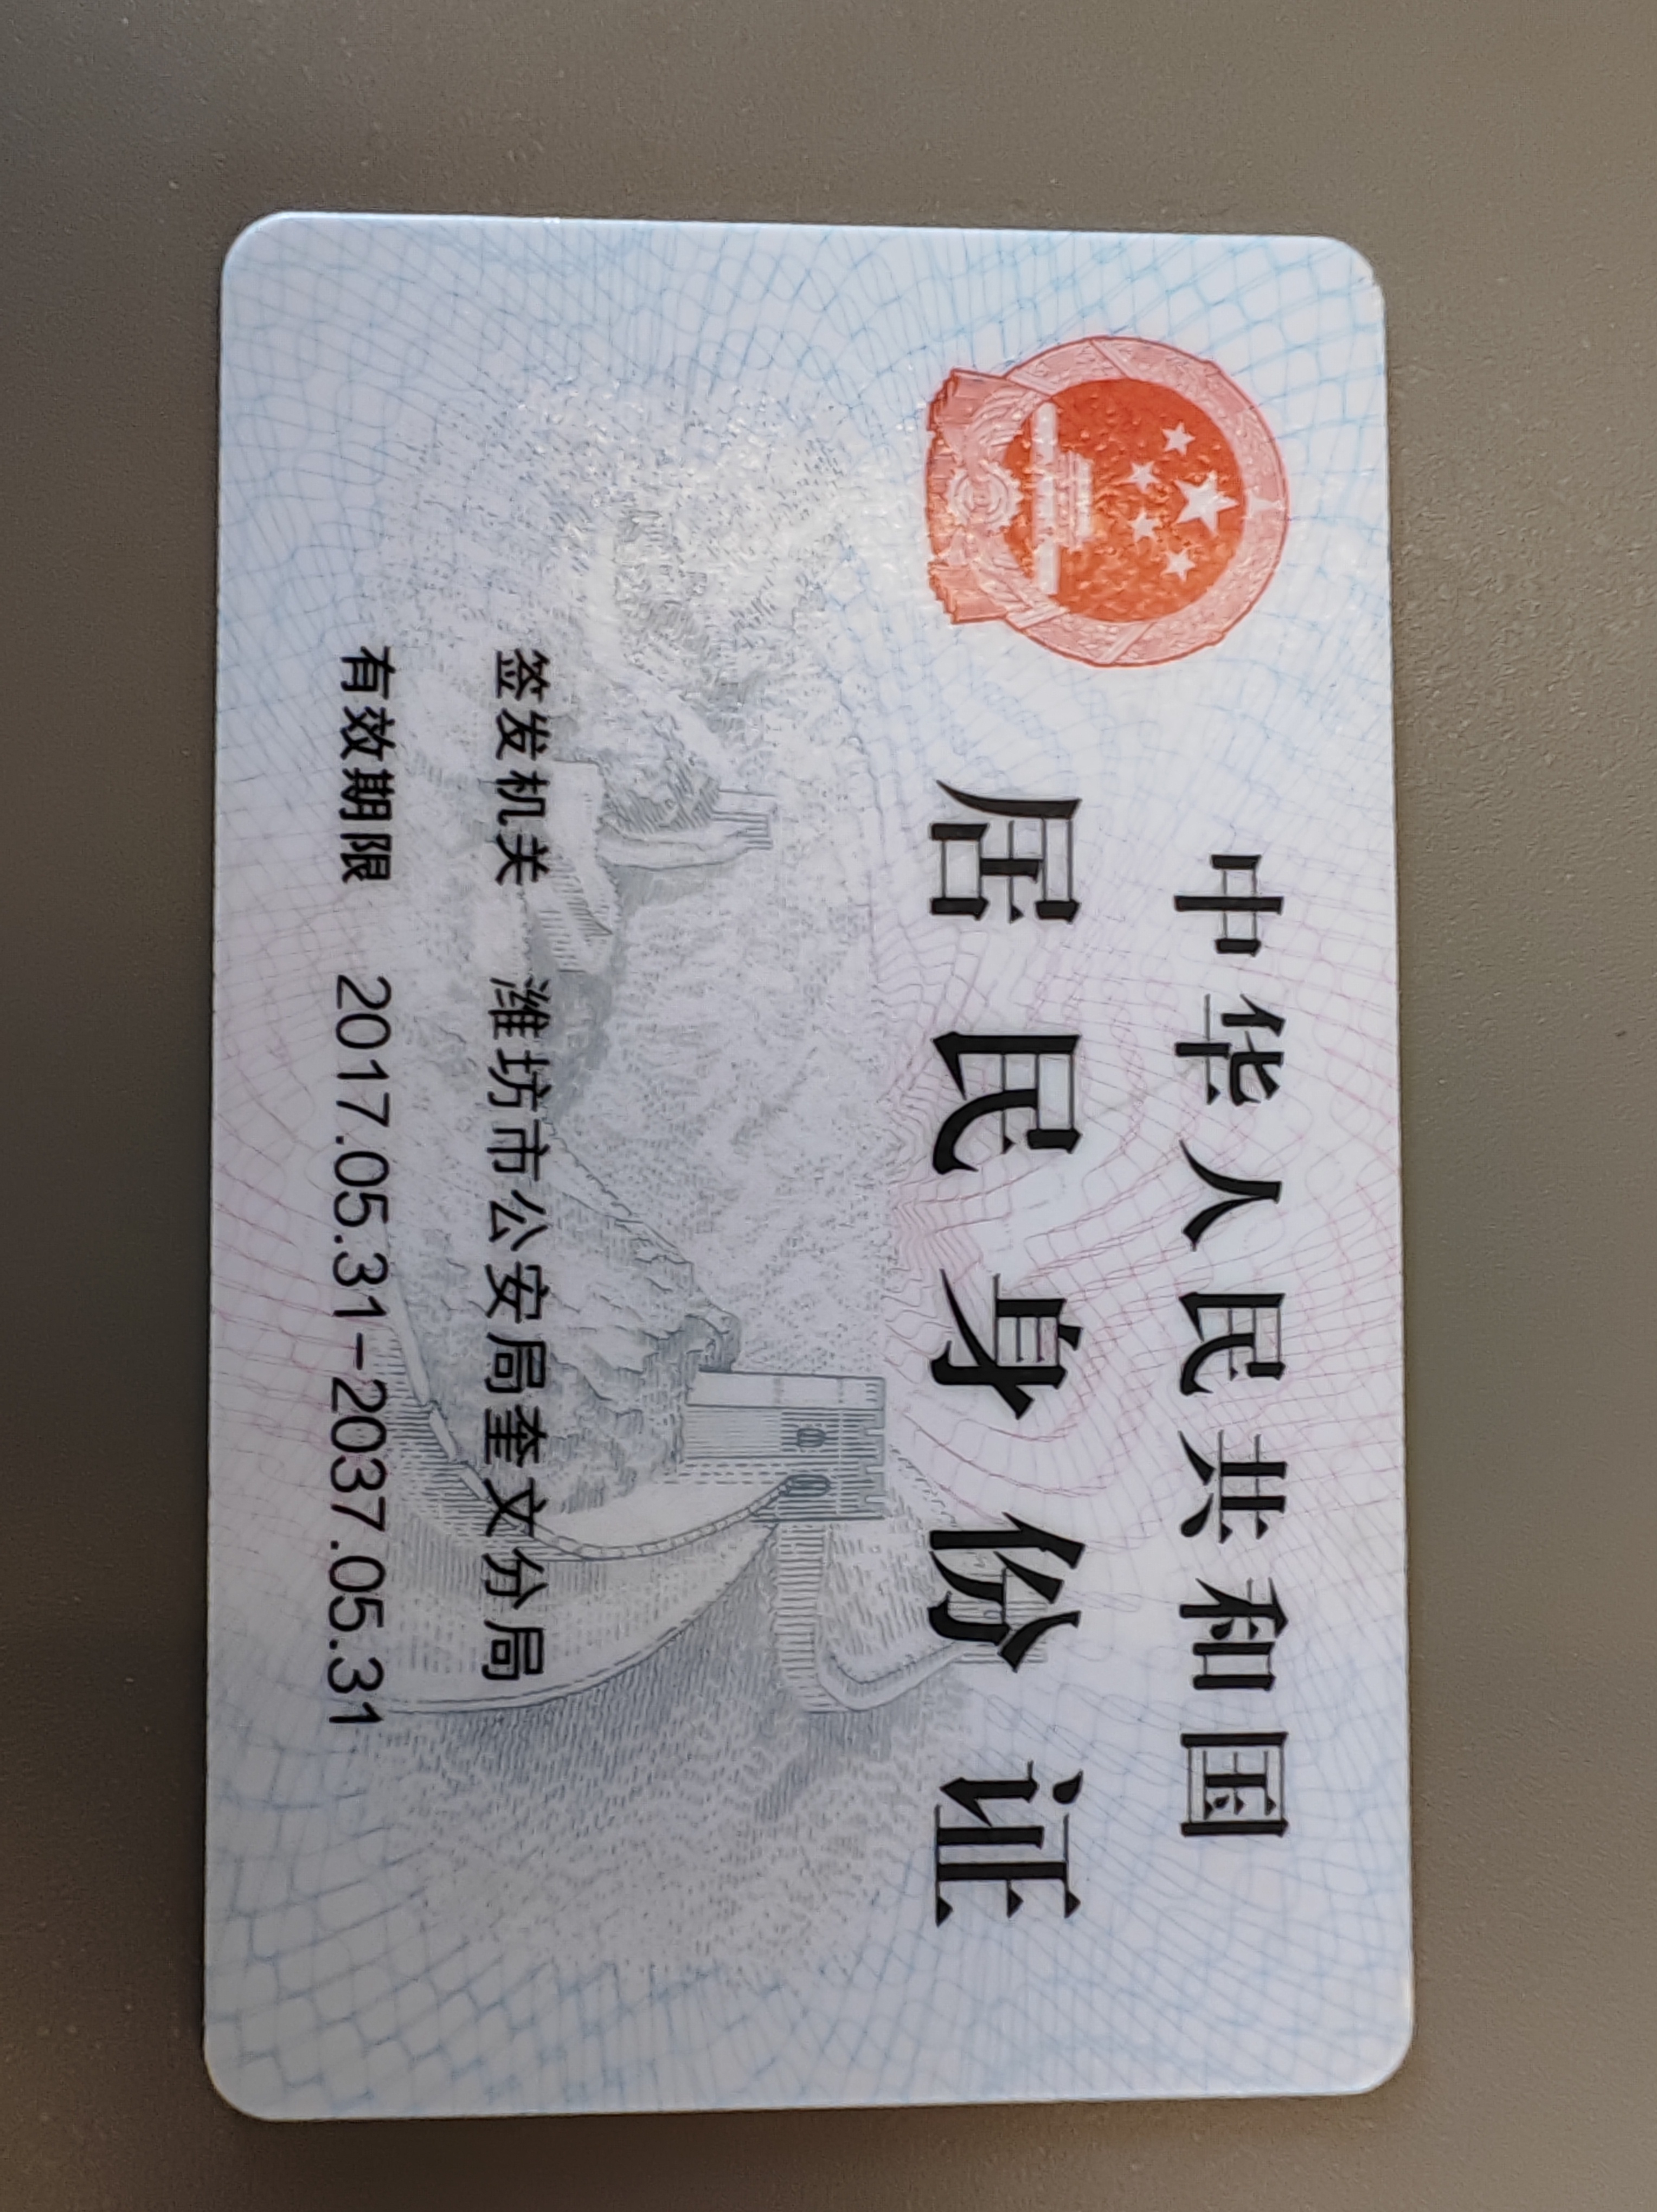 中华人民共和国
居民身份证
签发机关 潍坊市公安局奎文分局
有效期限 2017.05.31-2037.05.31